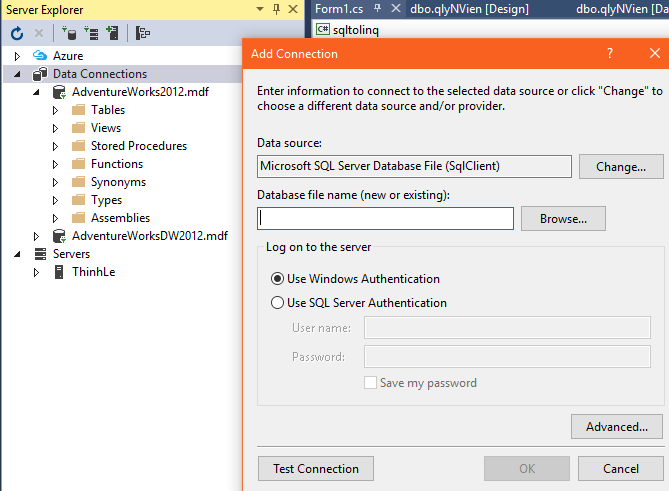 Server Explorer
Form1.cs
dbo.qlyNVien [Design]
dbo.qlyNVien [Da
C# sqltolinq
Azure
Data Connections
AdventureWorks2012.mdf
Tables
Views
Stored Procedures
Functions
Synonyms
Types
Assemblies
AdventureWorksDW2012.mdf
Servers
ThinhLe
Add Connection
?
Enter information to connect to the selected data source or click "Change" to
choose a different data source and/or provider.
Data source:
Microsoft SQL Server Database File (SqlClient)
Change...
Database file name (new or existing):
Browse...
Log on to the server
Use Windows Authentication
Use SQL Server Authentication
User name:
Password:
Save my password
Advanced...
Test Connection
OK
Cancel